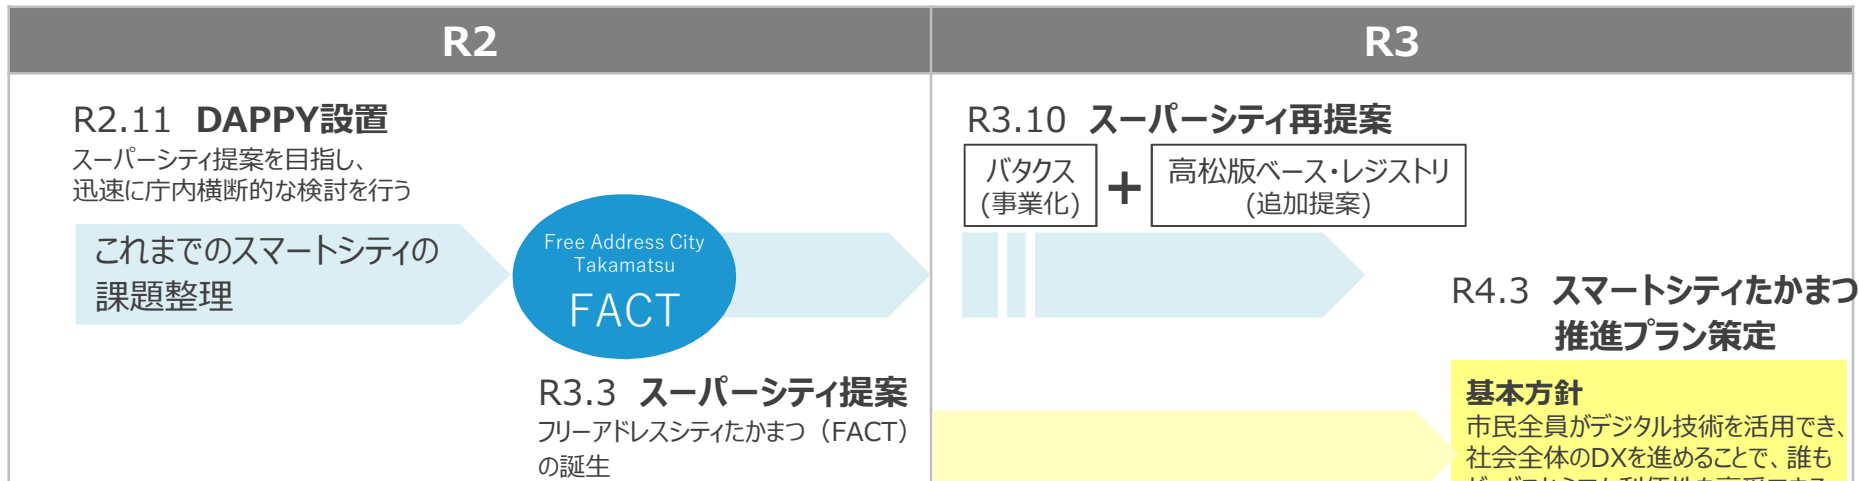 R2
R3
R2.11 DAPPY設置
スーパーシティ提案を目指し、
迅速に庁内横断的な検討を行う
これまでのスマートシティの
課題整理
Free Address City
Takamatsu
FACT
R3.3 スーパーシティ提案
フリーアドレスシティたかまつ（FACT）
の誕生
R3.10 スーパーシティ再提案
バタクス
(事業化)
+
高松版ベース・レジストリ
(追加提案)
R4.3 スマートシティたかまつ
推進プラン策定
基本方針
市民全員がデジタル技術を活用でき、
社会全体のDXを進めることで、誰も